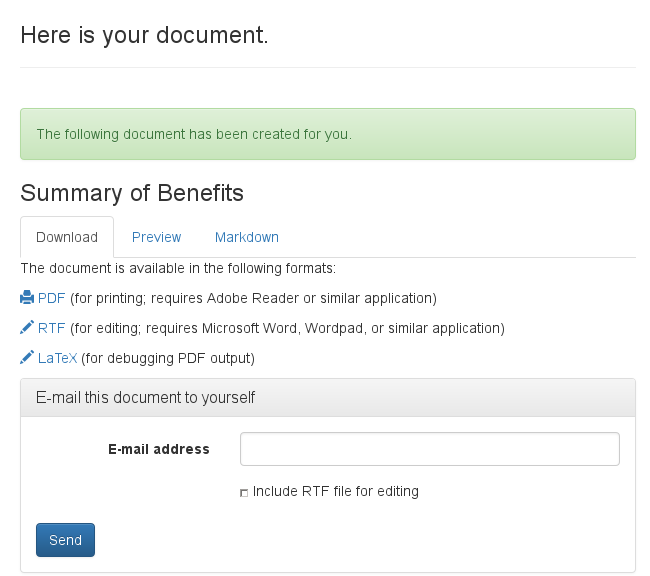 Here is your document.
The following document has been created for you.
Summary of Benefits
Download Preview Markdown
The document is available in the following formats:
PDF (for printing; requires Adobe Reader or similar application)
RTF (for editing; requires Microsoft Word, Wordpad, or similar application)
LaTeX (for debugging PDF output)
E-mail this document to yourself
E-mail address
Include RTF file for editing
Send